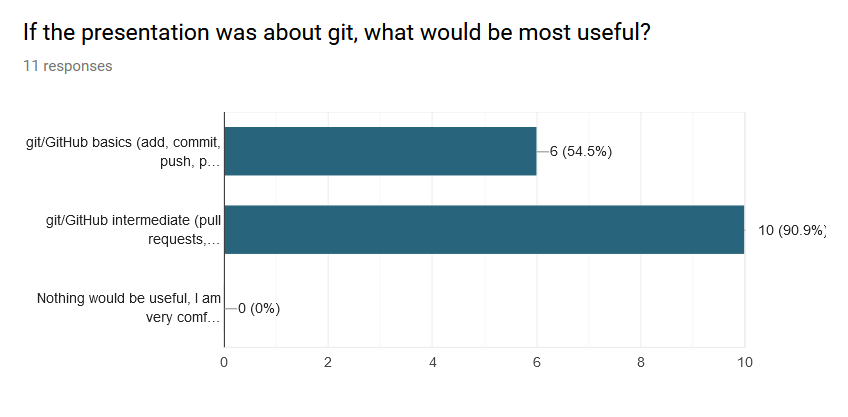 If the presentation was about git, what would be most useful?
11 responses
git/GitHub basics (add, commit,
push, p...
6 (54.5%)
git/GitHub intermediate (pull
requests,...
10 (90.9%)
Nothing would be useful, I am
very comf...
0 (0%)
0 2 4 6 8 10